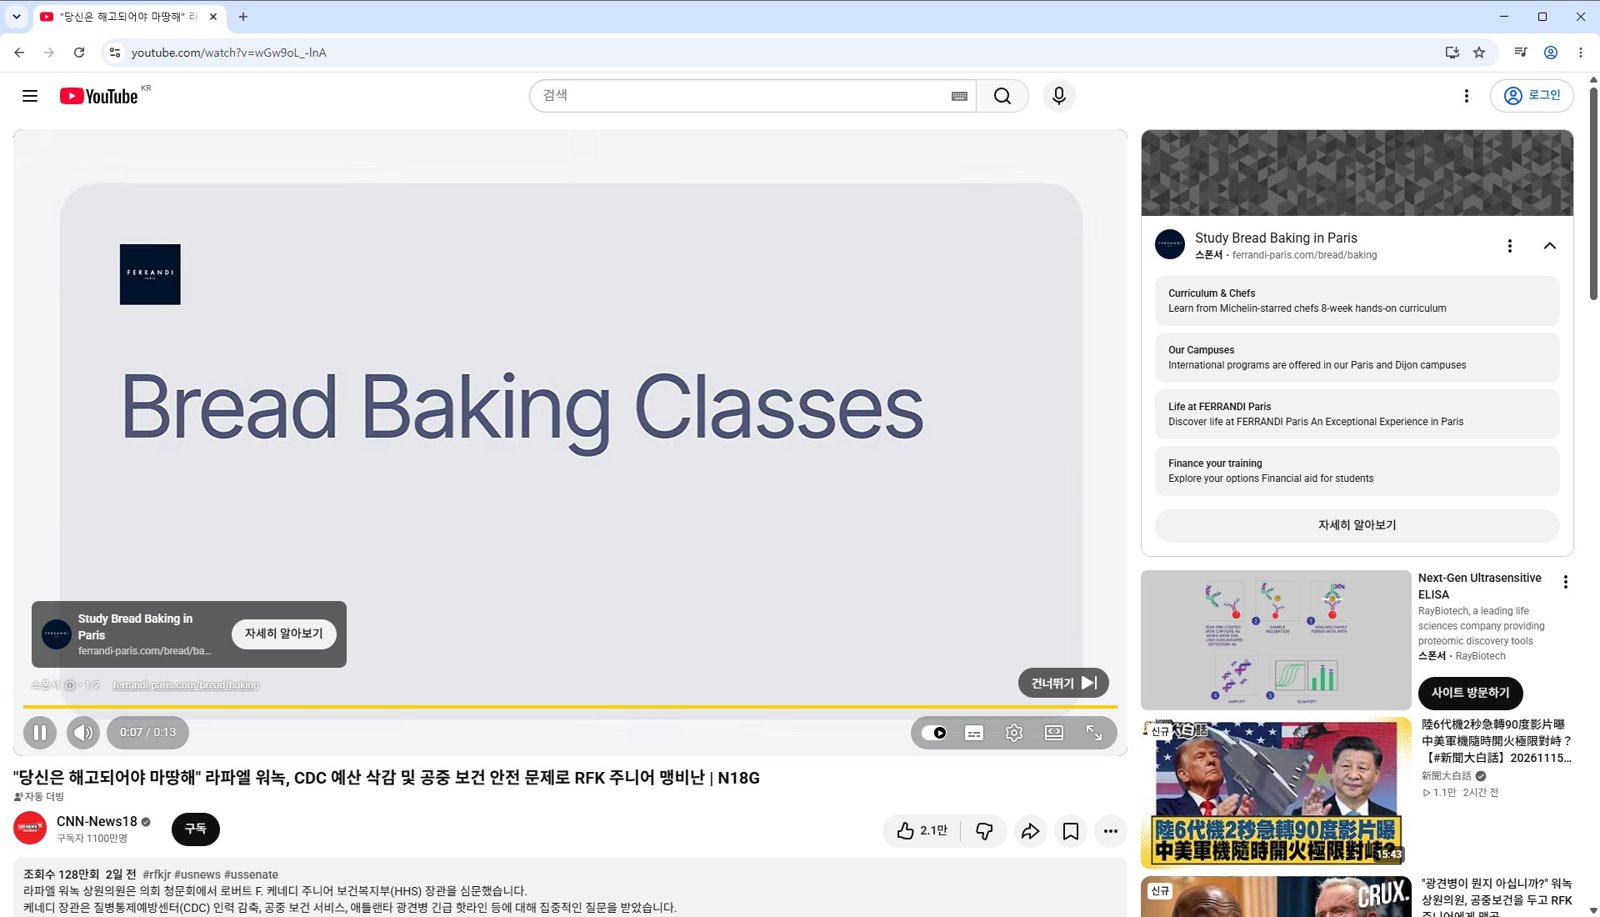 "당신은 해고되어야 마땅해" 라
youtube.com/watch?v=wGw9oL_-lnA
YouTube KR
검색
로그인
FERRANDI
PARIS
Bread Baking Classes
Study Bread Baking in
Paris
ferrandi-paris.com/bread/ba...
자세히 알아보기
스폰서 · 1/2 ferrandi-paris.com/bread/baking
건너뛰기
0:07 / 0:13
"당신은 해고되어야 마땅해" 라파엘 워녹, CDC 예산 삭감 및 공중 보건 안전 문제로 RFK 주니어 맹비난 | N18G
자동 더빙
CNN-News18
구독자 1100만명
구독
2.1만
조회수 128만회 2일 전 #rfkjr #usnews #ussenate
라파엘 워녹 상원의원은 의회 청문회에서 로버트 F. 케네디 주니어 보건복지부(HHS) 장관을 심문했습니다.
케네디 장관은 질병통제예방센터(CDC) 인력 감축, 공중 보건 서비스, 애틀랜타 광견병 긴급 핫라인 등에 대해 집중적인 질문을 받았습니다.
FERRANDI
Study Bread Baking in Paris
스폰서 · ferrandi-paris.com/bread/baking
Curriculum & Chefs
Learn from Michelin-starred chefs 8-week hands-on curriculum
Our Campuses
International programs are offered in our Paris and Dijon campuses
Life at FERRANDI Paris
Discover life at FERRANDI Paris An Exceptional Experience in Paris
Finance your training
Explore your options Financial aid for students
자세히 알아보기
Next-Gen Ultrasensitive
ELISA
RayBiotech, a leading life
sciences company providing
proteomic discovery tools
스폰서 · RayBiotech
사이트 방문하기
AMPLIFY
QUANTIFY
신규
陸6代機2秒急轉90度影片曝
中美軍機隨時開火極限對峙?
15:43
陸6代機2秒急轉90度影片曝
中美軍機隨時開火極限對峙？
【#新聞大白話】20261115...
新聞大白話
1.1만 2시간 전
신규
CRUX.
"광견병이 뭔지 아십니까?" 워녹
상원의원, 공중보건을 두고 RFK